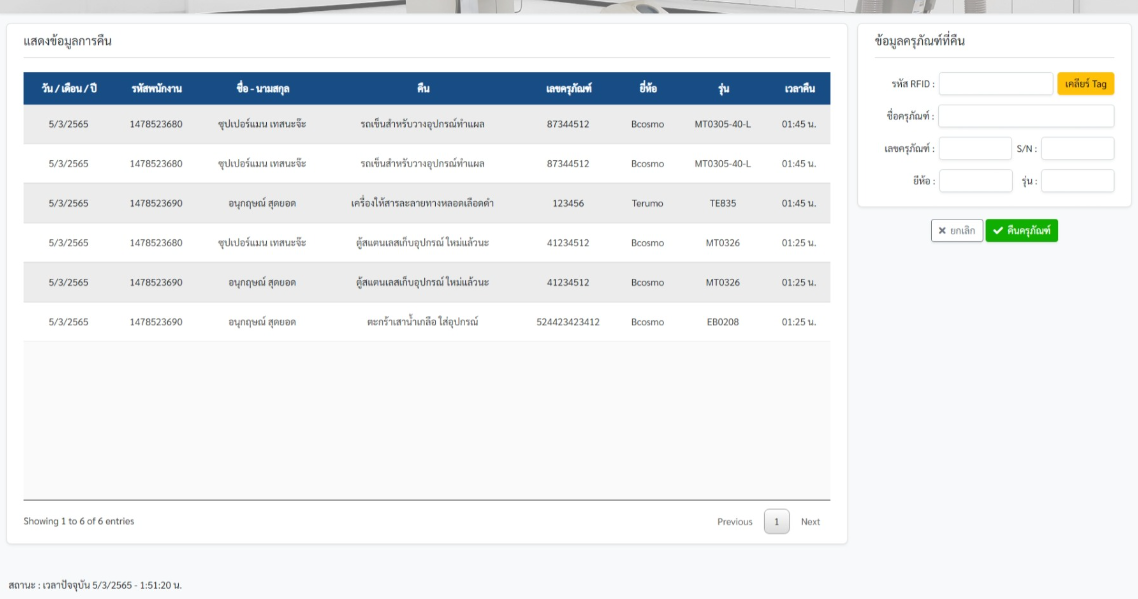 แสดงข้อมูลการคืน
วัน / เดือน / ปี รหัสพนักงาน ชื่อ - นามสกุล คืน เลขครุภัณฑ์ ยี่ห้อ รุ่น เวลาคืน
5/3/2565 1478523680 ซุปเปอร์แมน เทสนะจ๊ะ รถเข็นสำหรับวางอุปกรณ์ทำแผล 87344512 Bcosmo MT0305-40-L 01:45 น.
5/3/2565 1478523680 ซุปเปอร์แมน เทสนะจ๊ะ รถเข็นสำหรับวางอุปกรณ์ทำแผล 87344512 Bcosmo MT0305-40-L 01:45 น.
5/3/2565 1478523690 อนุกฤษณ์ สุดยอด เครื่องให้สารละลายทางหลอดเลือดดำ 123456 Terumo TE835 01:45 น.
5/3/2565 1478523680 ซุปเปอร์แมน เทสนะจ๊ะ ตู้สแตนเลสเก็บอุปกรณ์ ใหม่แล้วนะ 41234512 Bcosmo MT0326 01:25 น.
5/3/2565 1478523690 อนุกฤษณ์ สุดยอด ตู้สแตนเลสเก็บอุปกรณ์ ใหม่แล้วนะ 41234512 Bcosmo MT0326 01:25 น.
5/3/2565 1478523690 อนุกฤษณ์ สุดยอด ตะกร้าเสาน้ำเกลือ ใส่อุปกรณ์ 524423423412 Bcosmo EB0208 01:25 น.
Showing 1 to 6 of 6 entries Previous 1 Next
ข้อมูลครุภัณฑ์ที่คืน
รหัส RFID : เคลียร์ Tag
ชื่อครุภัณฑ์ :
เลขครุภัณฑ์ : S/N :
ยี่ห้อ : รุ่น :
ยกเลิก คืนครุภัณฑ์
สถานะ : เวลาปัจจุบัน 5/3/2565 - 1:51:20 น.